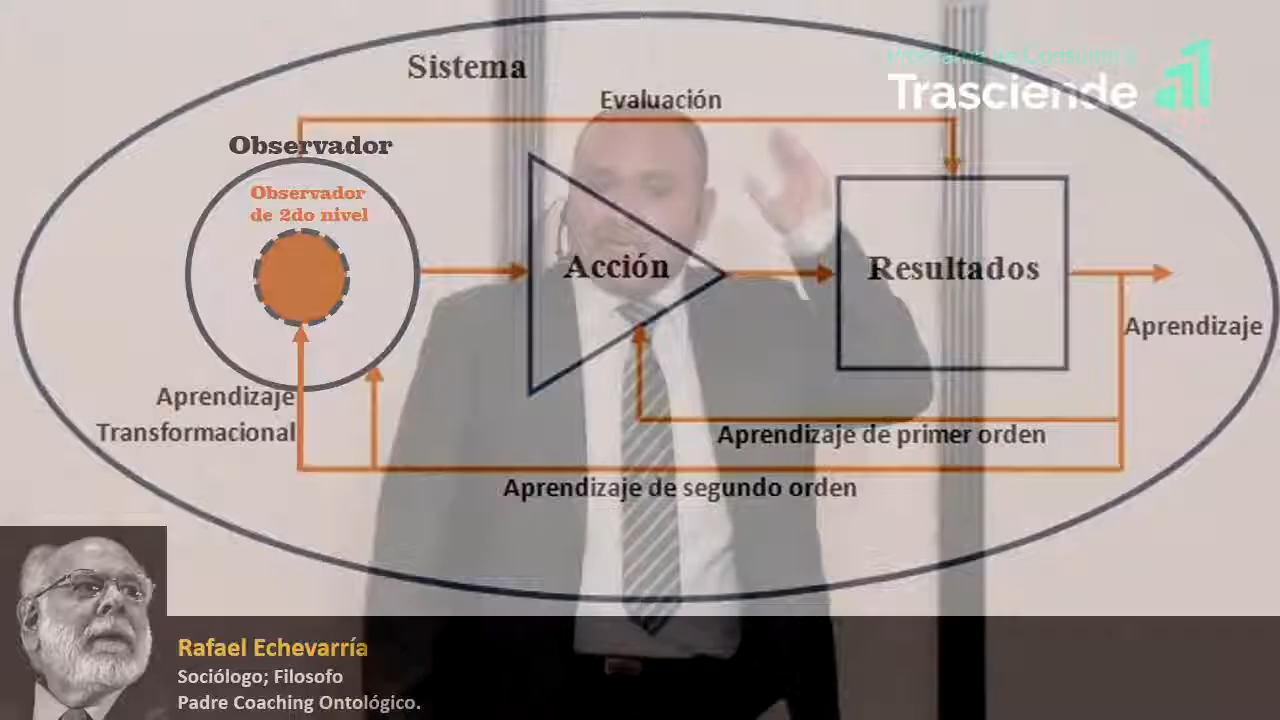 Sistema
Trasciende
Evaluación
Observador
Observador
de 2do nivel
Acción
Resultados
Aprendizaje
Aprendizaje
Transformacional
Aprendizaje de primer orden
Aprendizaje de segundo orden
Rafael Echevarría
Sociólogo; Filosofo
Padre Coaching Ontológico.